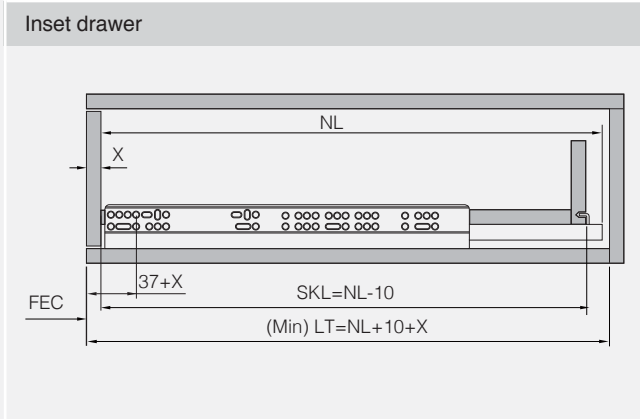 Inset drawer
NL
X
37+X
SKL=NL-10
FEC
(Min) LT=NL+10+X